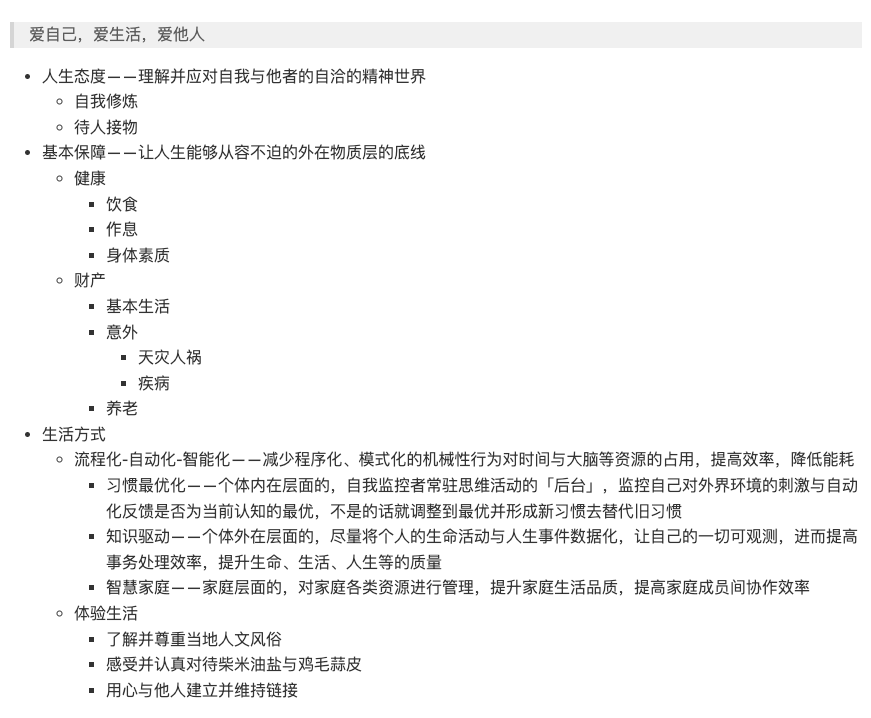 爱自己，爱生活，爱他人
人生态度——理解并应对自我与他者的自洽的精神世界
自我修炼
待人接物
基本保障——让人生能够从容不迫的外在物质层的底线
健康
饮食
作息
身体素质
财产
基本生活
意外
天灾人祸
疾病
养老
生活方式
流程化-自动化-智能化——减少程序化、模式化的机械性行为对时间与大脑等资源的占用，提高效率，降低能耗
习惯最优化——个体内在层面的，自我监控者常驻思维活动的「后台」，监控自己对外界环境的刺激与自动
化反馈是否为当前认知的最优，不是的话就调整到最优并形成新习惯去替代旧习惯
知识驱动——个体外在层面的，尽量将个人的生命活动与人生事件数据化，让自己的一切可观测，进而提高
事务处理效率，提升生命、生活、人生等的质量
智慧家庭——家庭层面的，对家庭各类资源进行管理，提升家庭生活品质，提高家庭成员间协作效率
体验生活
了解并尊重当地人文风俗
感受并认真对待柴米油盐与鸡毛蒜皮
用心与他人建立并维持链接